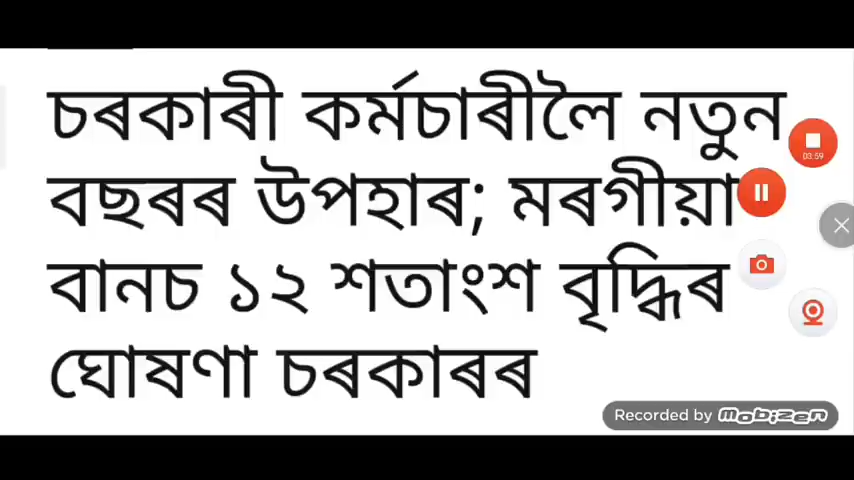 চৰকাৰী কৰ্মচাৰীলৈ নতুন
বছৰৰ উপহাৰ; মৰগীয়া
বানচ ১২ শতাংশ বৃদ্ধিৰ
ঘোষণা চৰকাৰৰ
03:59
Recorded by mobizen